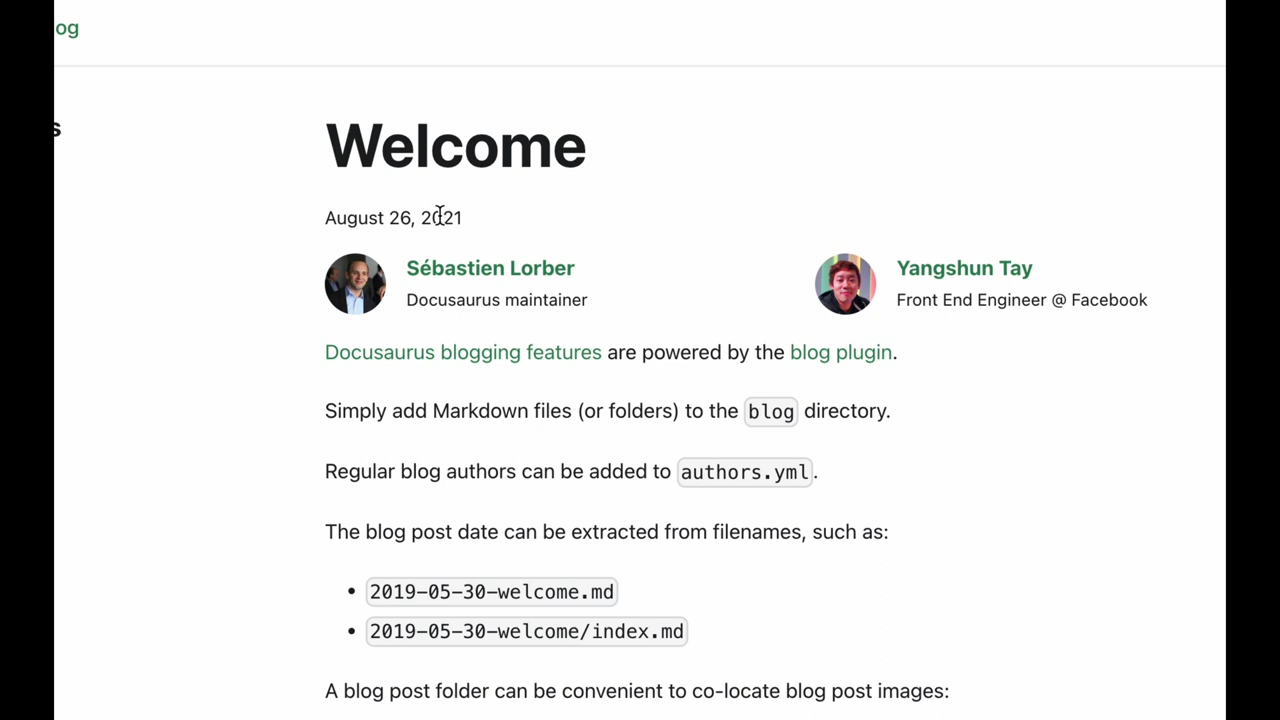 og
s
Welcome
August 26, 2021
Sébastien Lorber
Docusaurus maintainer
Yangshun Tay
Front End Engineer @ Facebook
Docusaurus blogging features are powered by the blog plugin.
Simply add Markdown files (or folders) to the blog directory.
Regular blog authors can be added to authors.yml.
The blog post date can be extracted from filenames, such as:
• 2019-05-30-welcome.md
• 2019-05-30-welcome/index.md
A blog post folder can be convenient to co-locate blog post images: